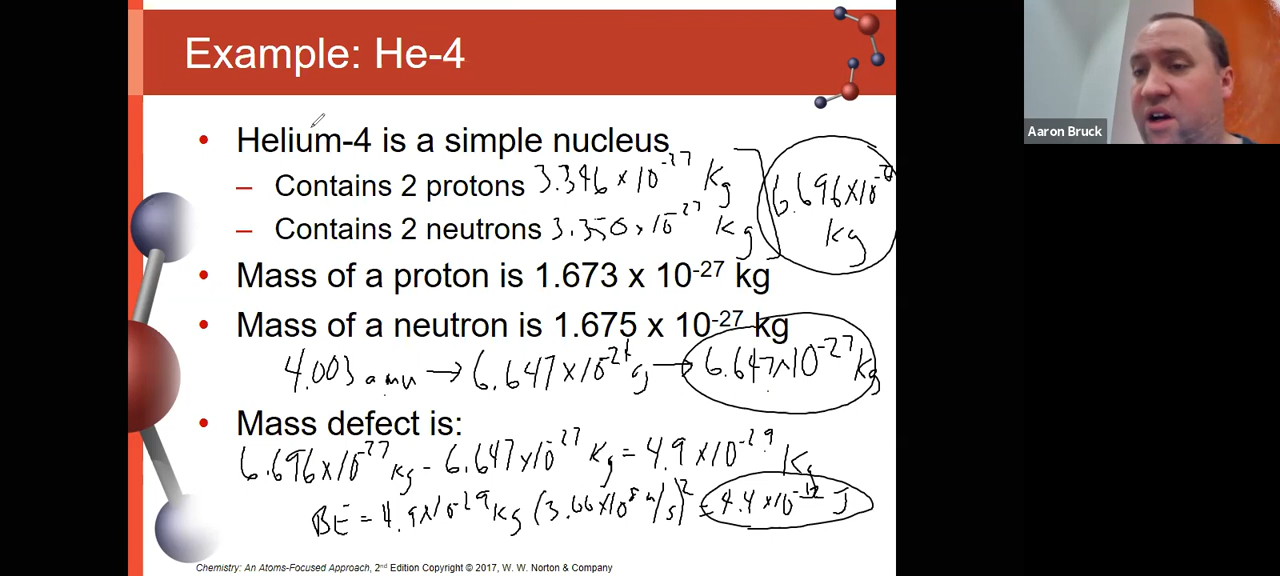 Example: He-4
Aaron Bruck
• Helium-4 is a simple nucleus
– Contains 2 protons 3.346 x 10⁻²⁷ kg
6.696 x 10⁻²⁷ kg
– Contains 2 neutrons 3.350 x 10⁻²⁷ kg
• Mass of a proton is 1.673 x 10⁻²⁷ kg
• Mass of a neutron is 1.675 x 10⁻²⁷ kg
4.003 amu → 6.647 x 10⁻²⁴ g → 6.647 x 10⁻²⁷ kg
• Mass defect is:
6.696 x 10⁻²⁷ kg - 6.647 x 10⁻²⁷ kg = 4.9 x 10⁻²⁹ kg
BE = 4.9 x 10⁻²⁹ kg (3.00 x 10⁸ m/s)² = 4.4 x 10⁻¹² J
Chemistry: An Atoms-Focused Approach, 2nd Edition Copyright © 2017, W. W. Norton & Company